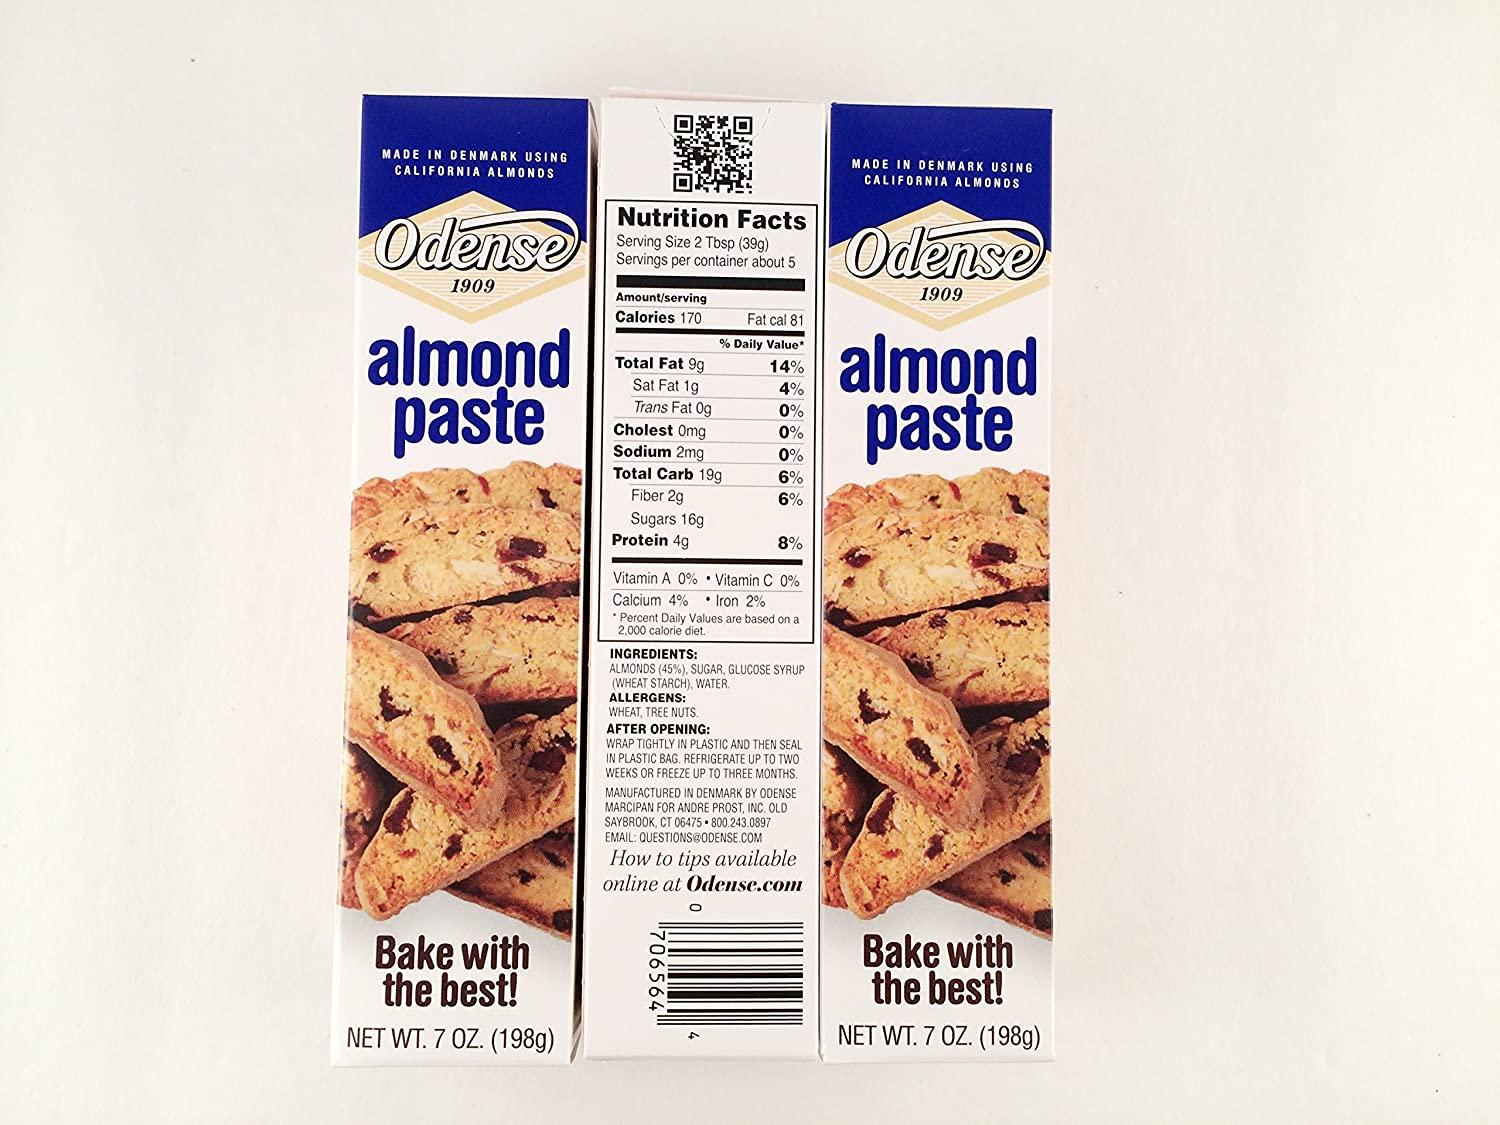 MADE IN DENMARK USING
CALIFORNIA ALMONDS
Odense
1909
almond
paste
Bake with
the best!
NET WT. 7 OZ. (198g)
Nutrition Facts
Serving Size 2 Tbsp (39g)
Servings per container about 5
Amount/serving
Calories 170 Fat cal 81
% Daily Value*
Total Fat 9g 14%
Sat Fat 1g 4%
Trans Fat 0g 0%
Cholest 0mg 0%
Sodium 2mg 0%
Total Carb 19g 6%
Fiber 2g 6%
Sugars 16g
Protein 4g 8%
Vitamin A 0% • Vitamin C 0%
Calcium 4% • Iron 2%
* Percent Daily Values are based on a
2,000 calorie diet.
INGREDIENTS:
ALMONDS (45%), SUGAR, GLUCOSE SYRUP
(WHEAT STARCH), WATER.
ALLERGENS:
WHEAT, TREE NUTS.
AFTER OPENING:
WRAP TIGHTLY IN PLASTIC AND THEN SEAL
IN PLASTIC BAG. REFRIGERATE UP TO TWO
WEEKS OR FREEZE UP TO THREE MONTHS.
MANUFACTURED IN DENMARK BY ODENSE
MARCIPAN FOR ANDRE PROST, INC. OLD
SAYBROOK, CT 06475 • 800.243.0897
EMAIL: QUESTIONS@ODENSE.COM
How to tips available
online at Odense.com
0 706564 4
MADE IN DENMARK USING
CALIFORNIA ALMONDS
Odense
1909
almond
paste
Bake with
the best!
NET WT. 7 OZ. (198g)